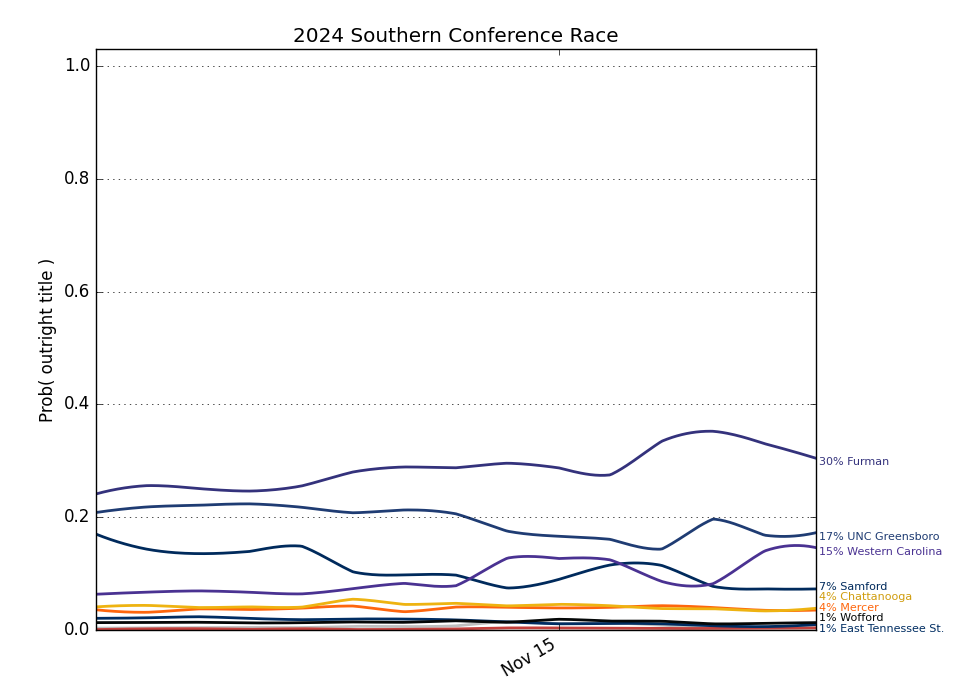 2024 Southern Conference Race
1.0
0.8
0.6
0.4
0.2
0.0
Prob( outright title )
Nov 15
30% Furman
17% UNC Greensboro
15% Western Carolina
7% Samford
4% Chattanooga
4% Mercer
1% Wofford
1% East Tennessee St.